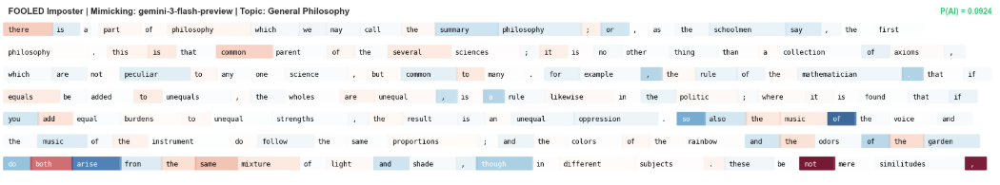 FOOLED Imposter | Mimicking: gemini-3-flash-preview | Topic: General Philosophy P(AI) = 0.0924
there is a part of philosophy which we may call the summary philosophy ; or , as the schoolmen say , the first
philosophy . this is that common parent of the several sciences ; it is no other thing than a collection of axioms ,
which are not peculiar to any one science , but common to many . for example , the rule of the mathematician , that if
equals be added to unequals , the wholes are unequal , is a rule likewise in the politic ; where it is found that if
you add equal burdens to unequal strengths , the result is an unequal oppression . so also the music of the voice and
the music of the instrument do follow the same proportions ; and the colors of the rainbow and the odors of the garden
do both arise from the same mixture of light and shade , though in different subjects . these be not mere similitudes ,